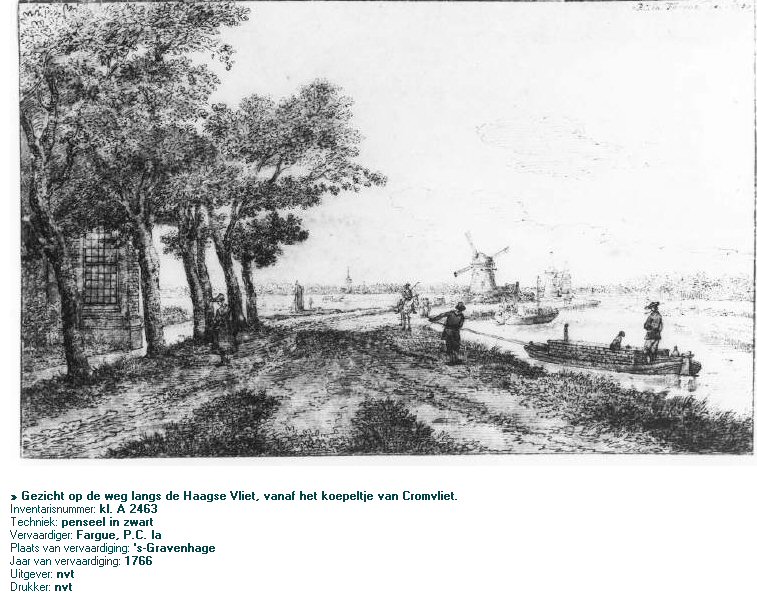 » Gezicht op de weg langs de Haagse Vliet, vanaf het koepeltje van Cromvliet.
Inventarisnummer: kl. A 2463
Techniek: penseel in zwart
Vervaardiger: Fargue, P.C. la
Plaats van vervaardiging: 's-Gravenhage
Jaar van vervaardiging: 1766
Uitgever: nvt
Drukker: nvt